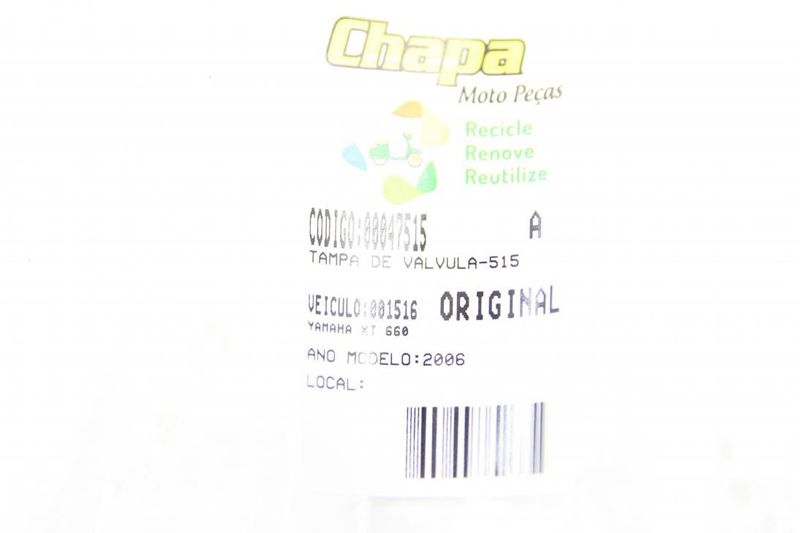 Chapa
Moto Peças
Recicle
Renove
Reutilize
CODIGO:00047515 A
TAMPA DE VALVULA-515
VEICULO:001516 ORIGINAL
YAMAHA XT 660
ANO MODELO:2006
LOCAL: